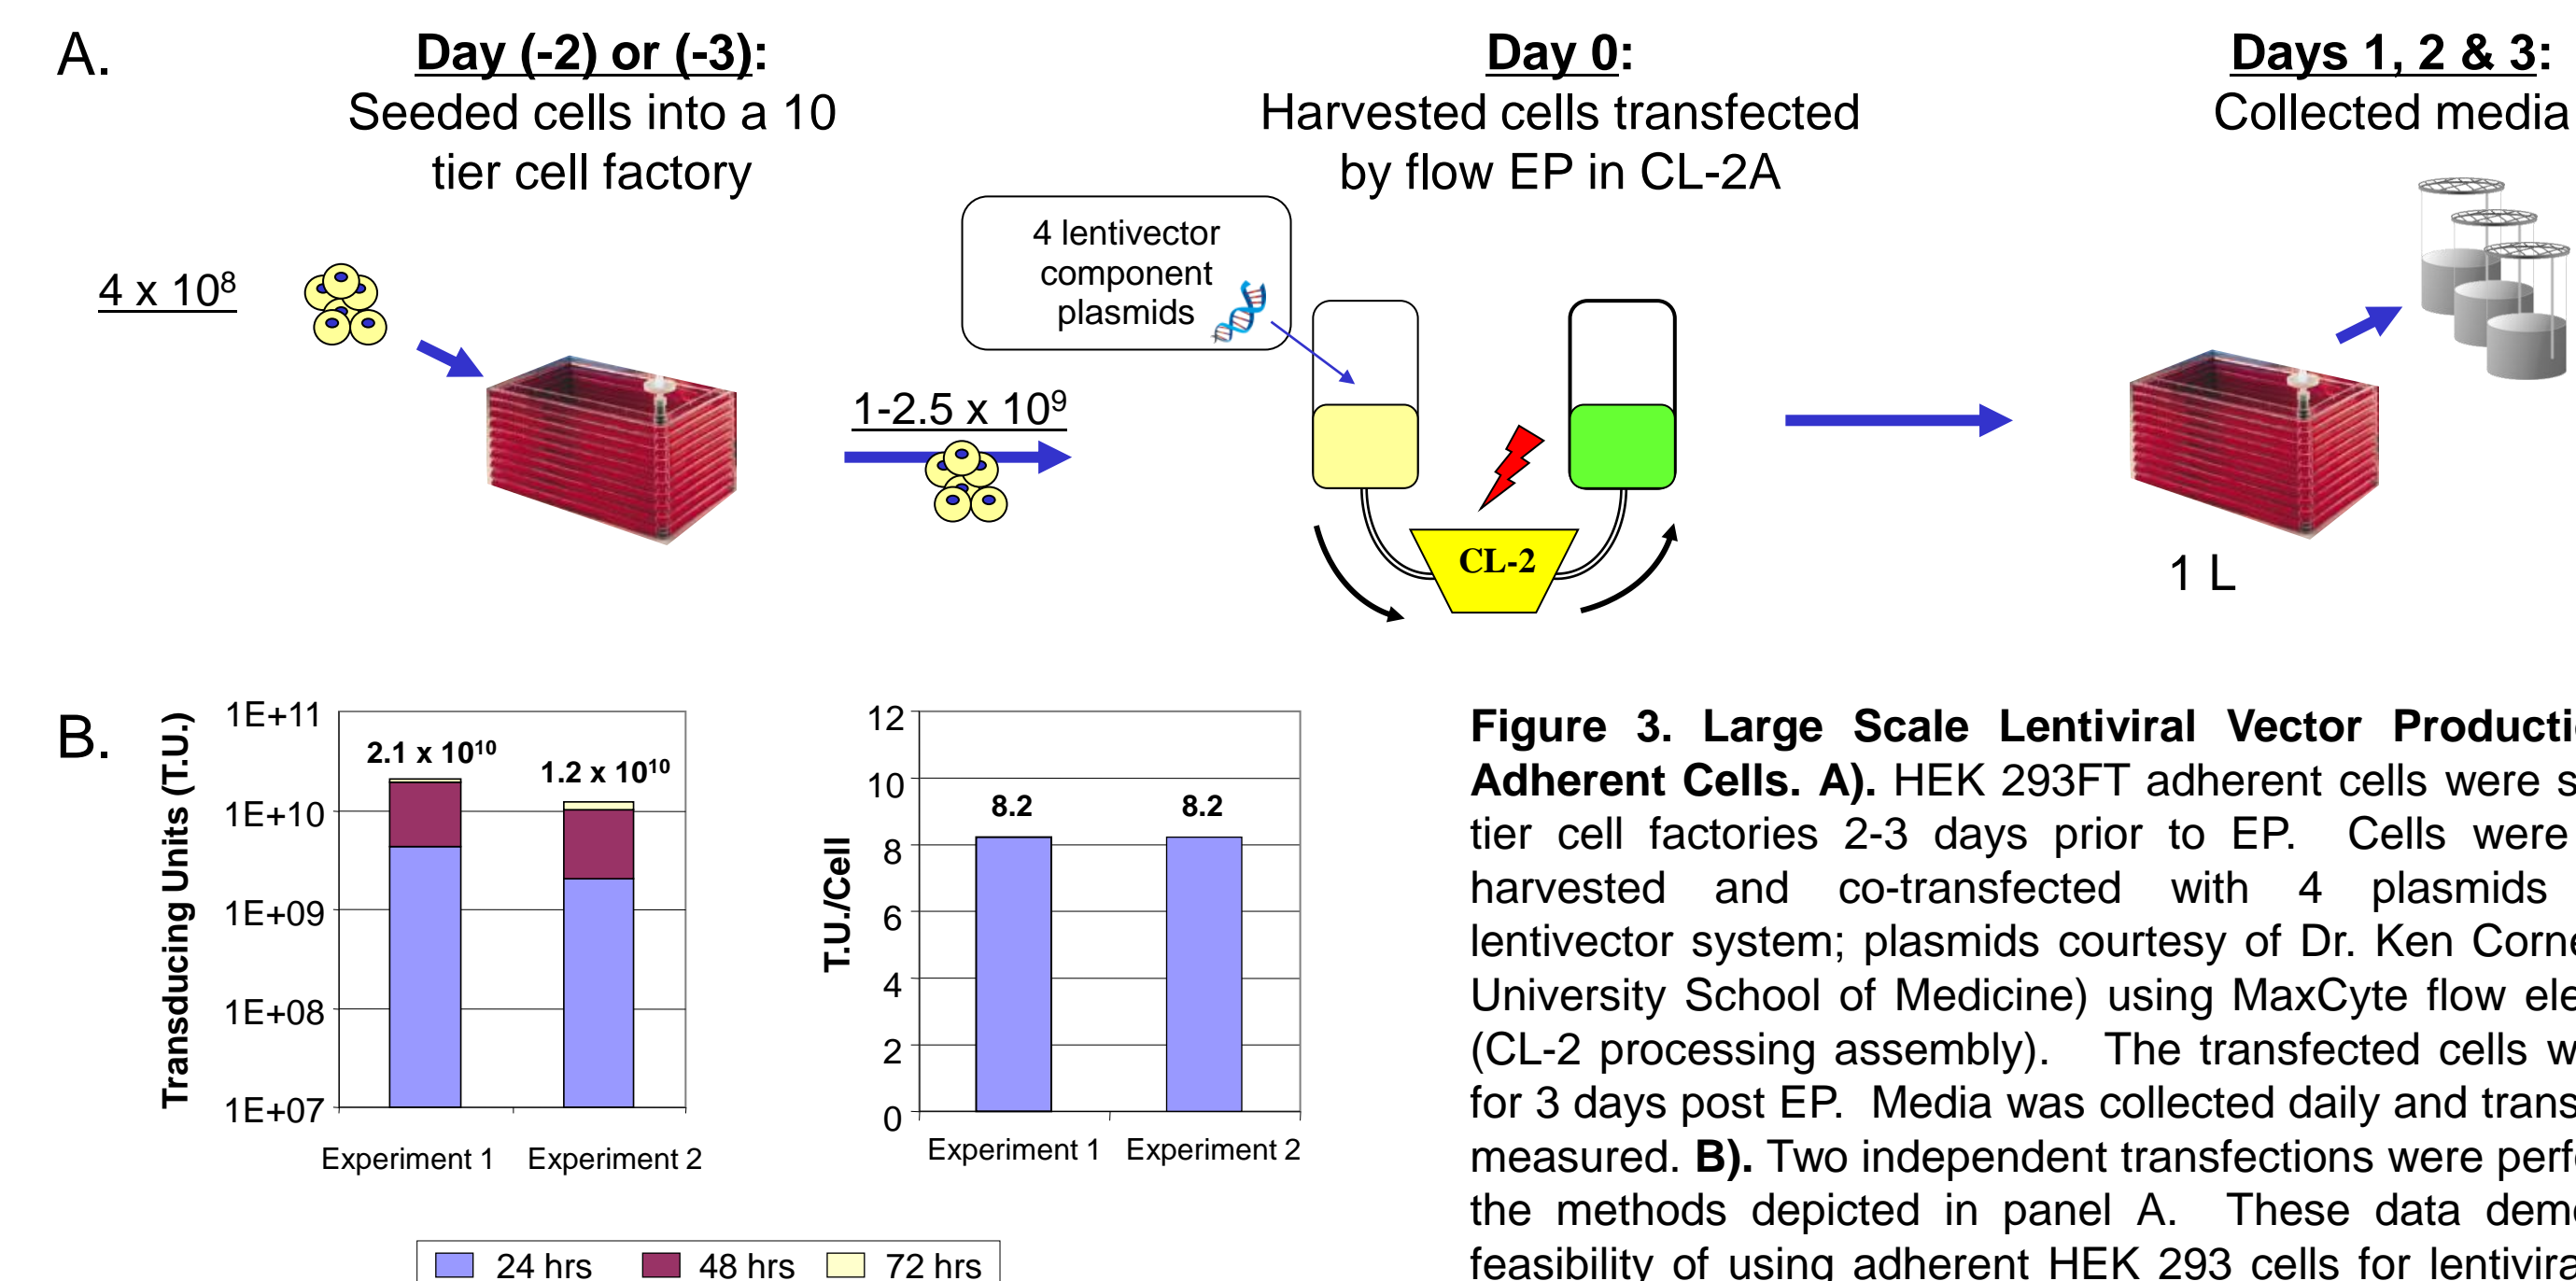 A.
Day (-2) or (-3):
Seeded cells into a 10
tier cell factory
4 x 10⁸
1-2.5 x 10⁹
Day 0:
Harvested cells transfected
by flow EP in CL-2A
4 lentivector
component
plasmids
CL-2
Days 1, 2 & 3:
Collected media
1 L
B.
Transducing Units (T.U.)
1E+11
1E+10
1E+09
1E+08
1E+07
2.1 x 10¹⁰
1.2 x 10¹⁰
Experiment 1 Experiment 2
T.U./Cell
12
10
8
6
4
2
0
8.2
8.2
Experiment 1 Experiment 2
24 hrs 48 hrs 72 hrs
Figure 3. Large Scale Lentiviral Vector
Adherent Cells. A). HEK 293FT adherent cells were
tier cell factories 2-3 days prior to EP. Cells were
harvested and co-transfected with 4 plasmids
lentivector system; plasmids courtesy of Dr. Ken
University School of Medicine) using MaxCyte flow
(CL-2 processing assembly). The transfected cells
for 3 days post EP. Media was collected daily and
measured. B). Two independent transfections were
the methods depicted in panel A. These data
feasibility of using adherent HEK 293 cells for